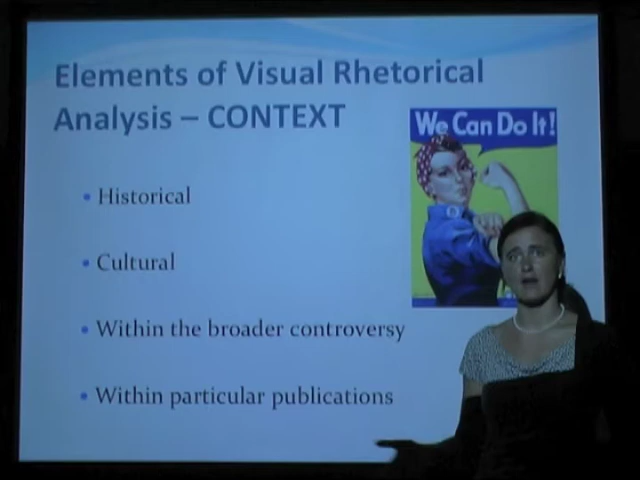 Elements of Visual Rhetorical
Analysis – CONTEXT
We Can Do It!
• Historical
• Cultural
• Within the broader controversy
• Within particular publications